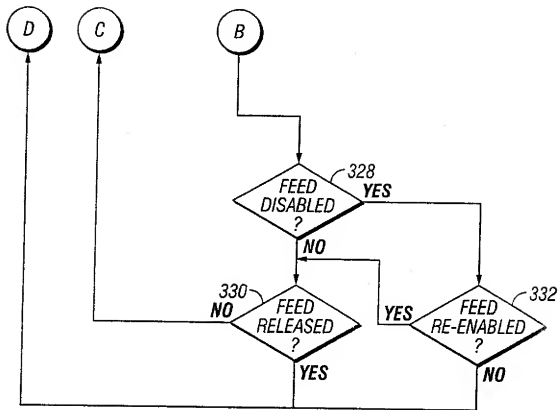 D
C
B
328
FEED
DISABLED
?
YES
NO
330
NO
FEED
RELEASED
?
YES
332
YES
FEED
RE-ENABLED
?
NO